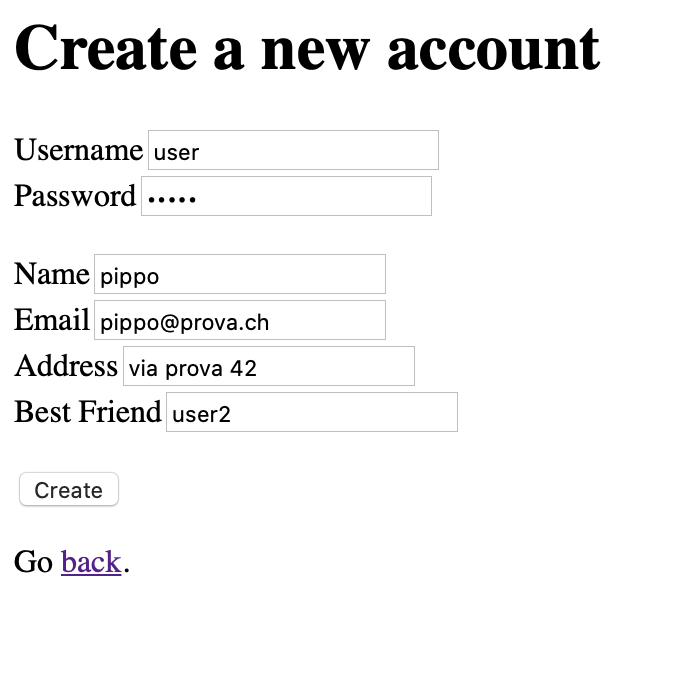 Create a new account
Username user
Password •••••
Name pippo
Email pippo@prova.ch
Address via prova 42
Best Friend user2
Create
Go back.